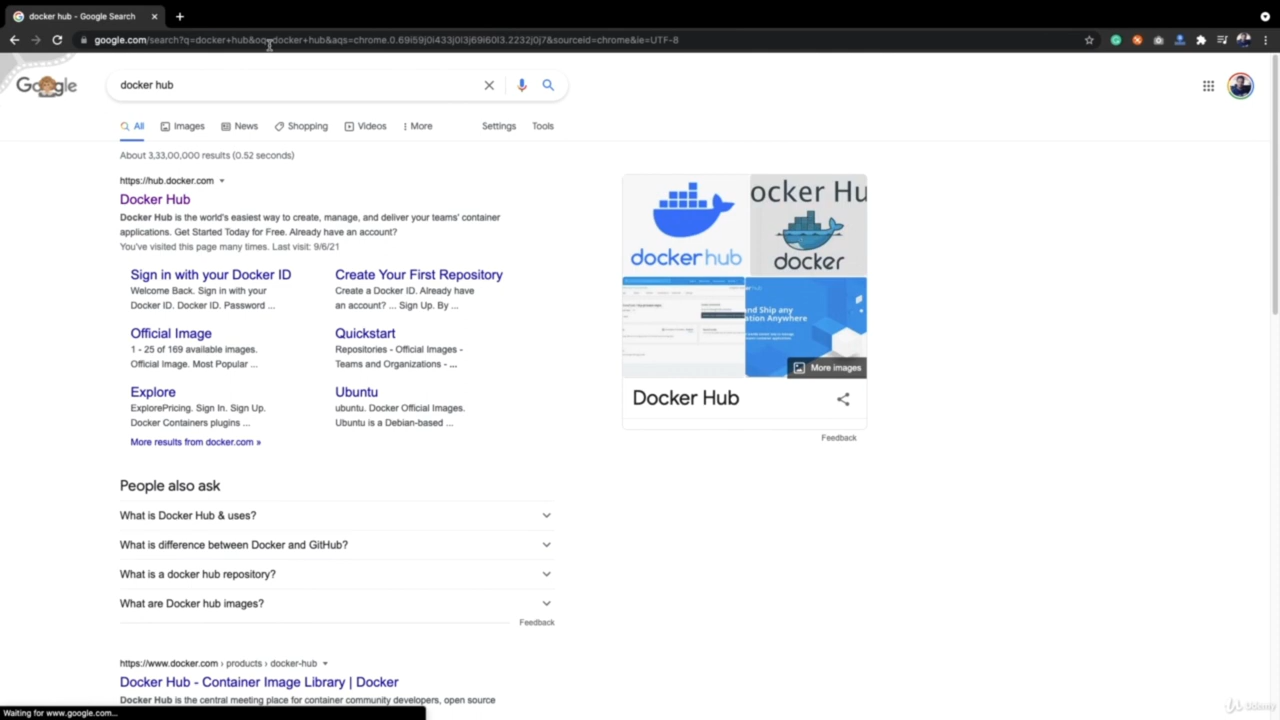 docker hub - Google Search
google.com/search?q=docker+hub&oq=docker+hub&aqs=chrome.0.69i59j0i433j0l3j69i60l3.2232j0j7&sourceid=chrome&ie=UTF-8
Google
docker hub
All Images News Shopping Videos More Settings Tools
About 3,33,00,000 results (0.52 seconds)
https://hub.docker.com
Docker Hub
Docker Hub is the world's easiest way to create, manage, and deliver your teams' container
applications. Get Started Today for Free. Already have an account?
You've visited this page many times. Last visit: 9/6/21
Sign in with your Docker ID
Welcome Back. Sign in with your
Docker ID. Docker ID. Password ...
Create Your First Repository
Create a Docker ID. Already have
an account? ... Sign Up. By ...
Official Image
1 - 25 of 169 available images.
Official Image. Most Popular ...
Quickstart
Repositories - Official Images -
Teams and Organizations - ...
Explore
ExplorePricing. Sign In. Sign Up.
Docker Containers plugins ...
Ubuntu
ubuntu. Docker Official Images.
Ubuntu is a Debian-based ...
More results from docker.com »
People also ask
What is Docker Hub & uses?
What is difference between Docker and GitHub?
What is a docker hub repository?
What are Docker hub images?
Feedback
https://www.docker.com › products › docker-hub
Docker Hub - Container Image Library | Docker
Docker Hub is the central meeting place for container community developers, open source
dockerhub
ocker Hu
docker
nd Ship any
ation Anywhere
More images
Docker Hub
Feedback
Waiting for www.google.com...
Udemy